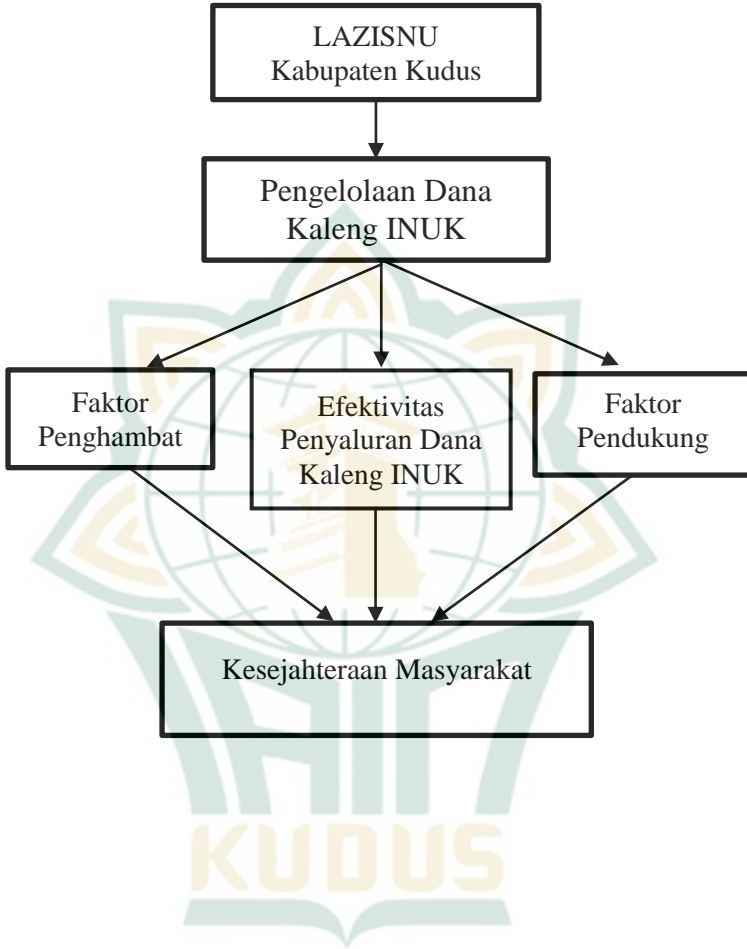 LAZISNU
Kabupaten Kudus
Pengelolaan Dana
Kaleng INUK
Faktor
Penghambat
Efektivitas
Penyaluran Dana
Kaleng INUK
Faktor
Pendukung
Kesejahteraan Masyarakat
IAIN
KUDUS